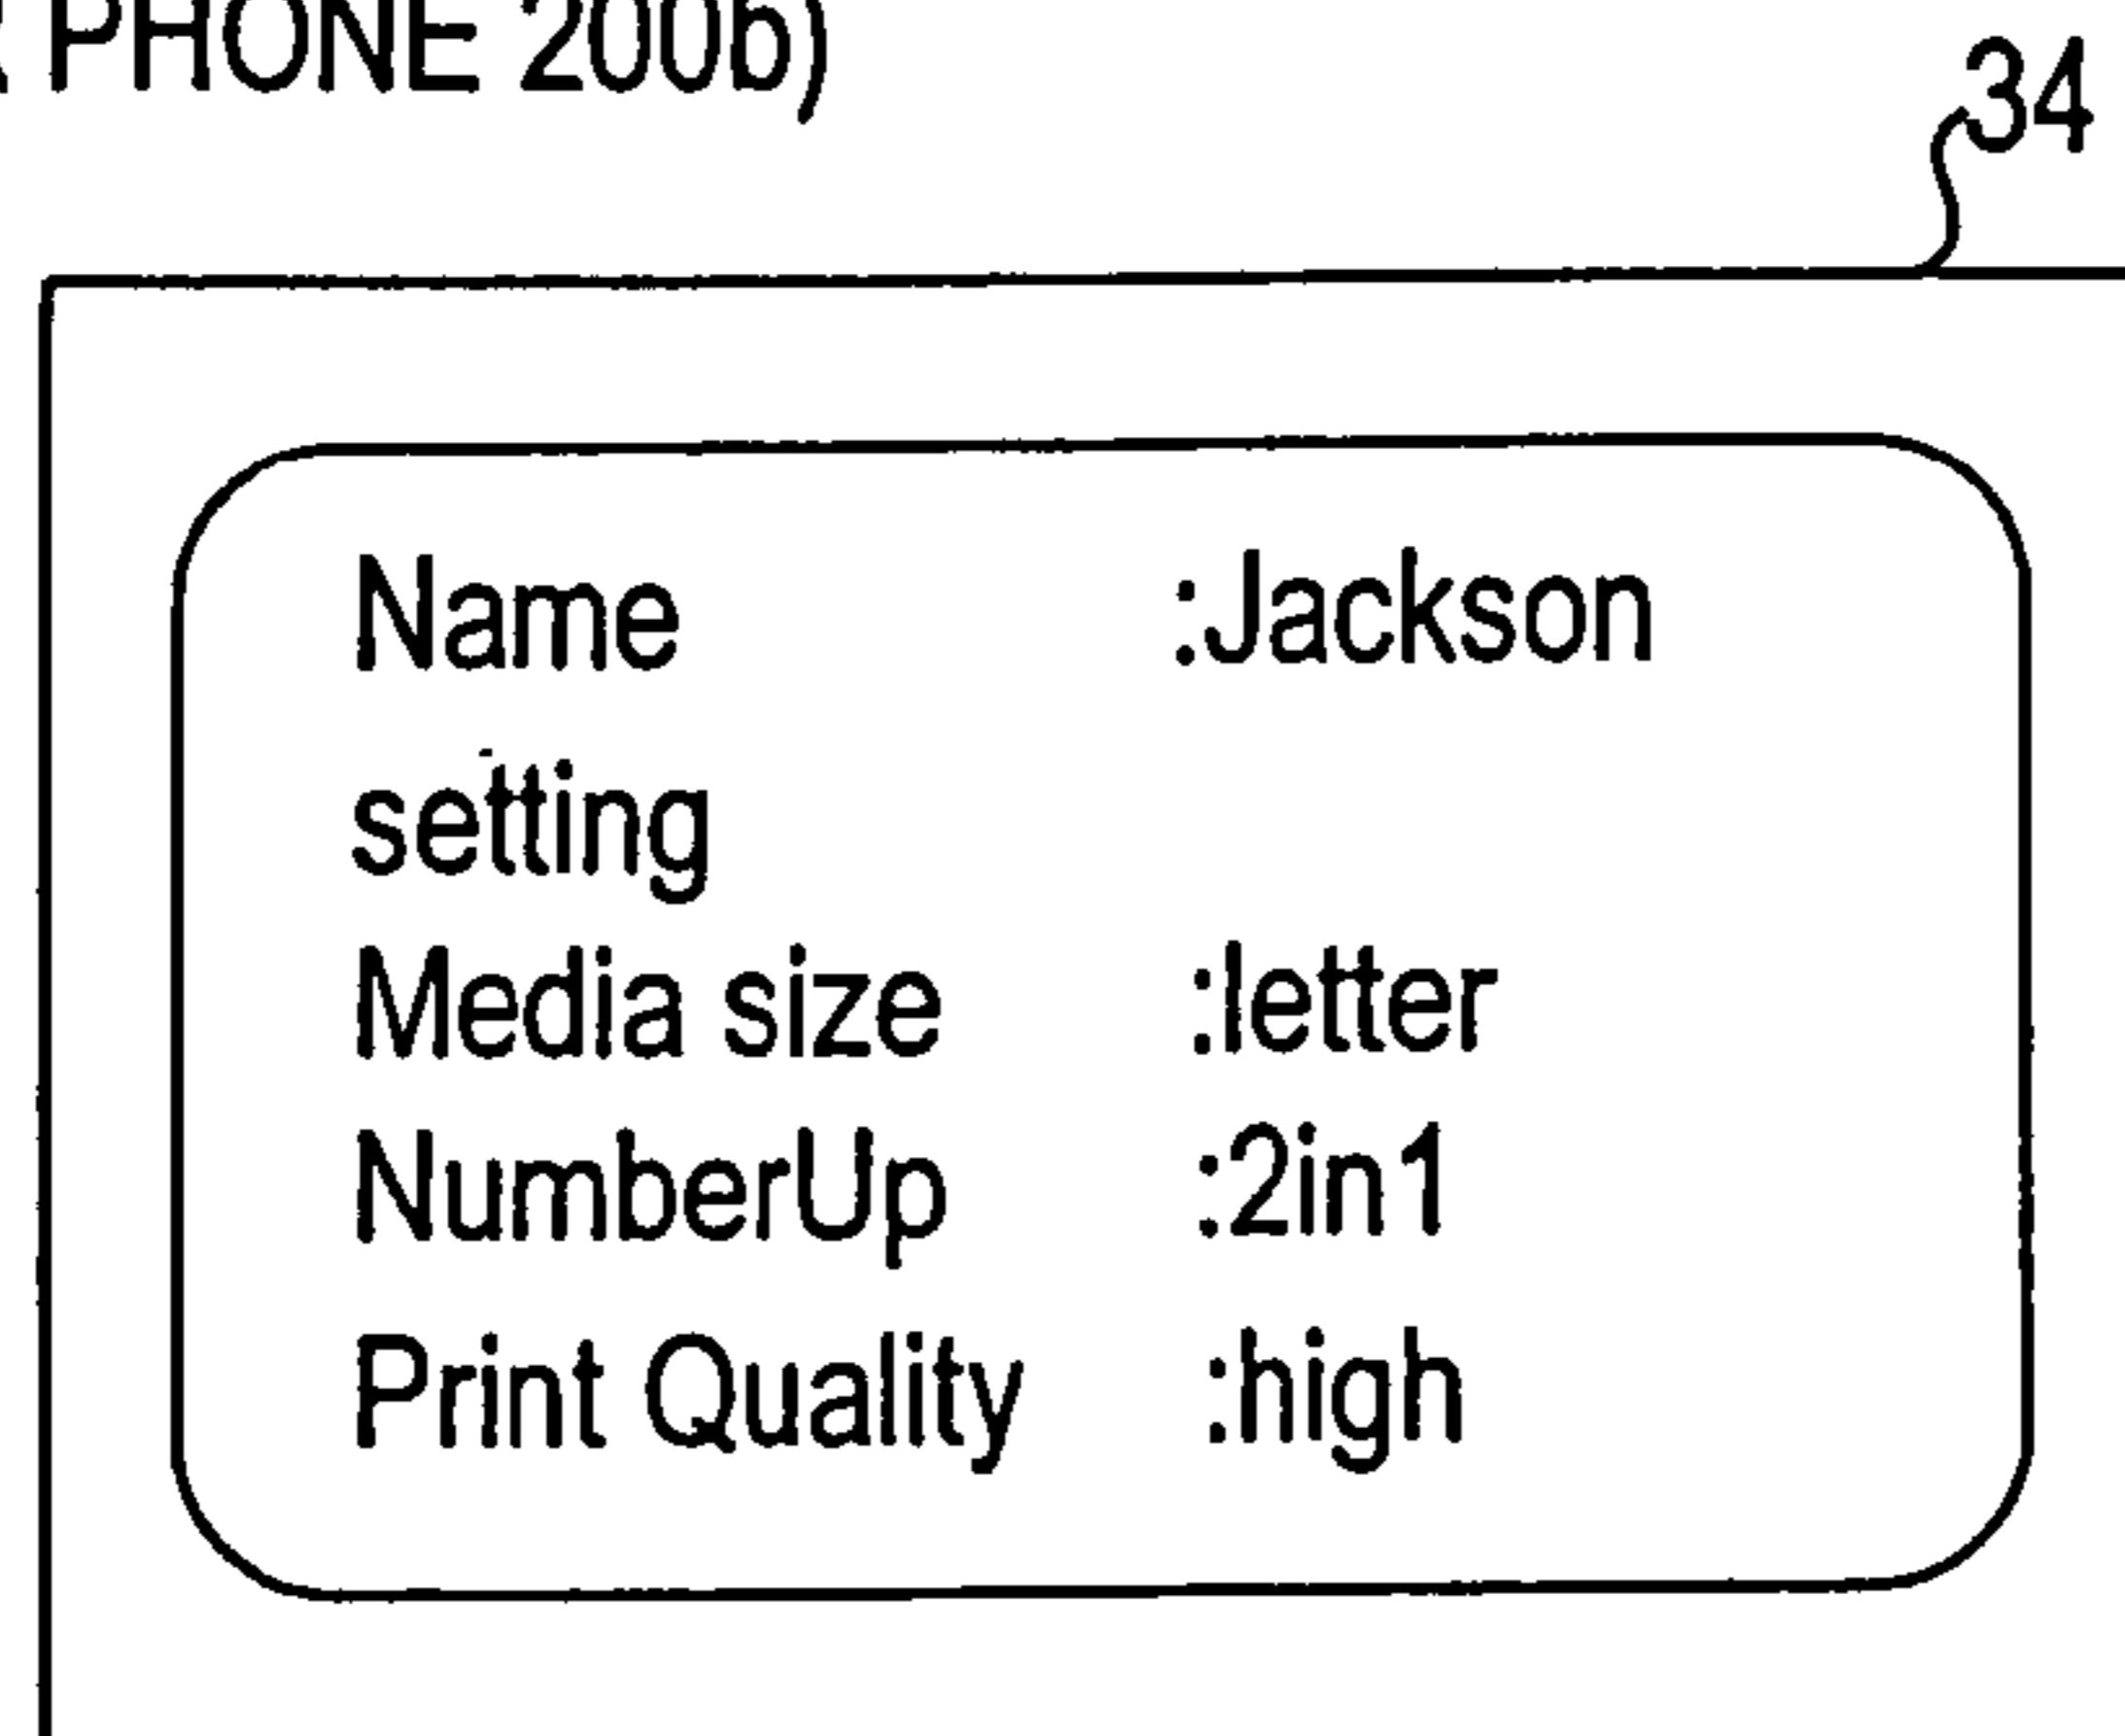 PHONE 200b)
34
Name :Jackson
setting
Media size :letter
NumberUp :2in1
Print Quality :high